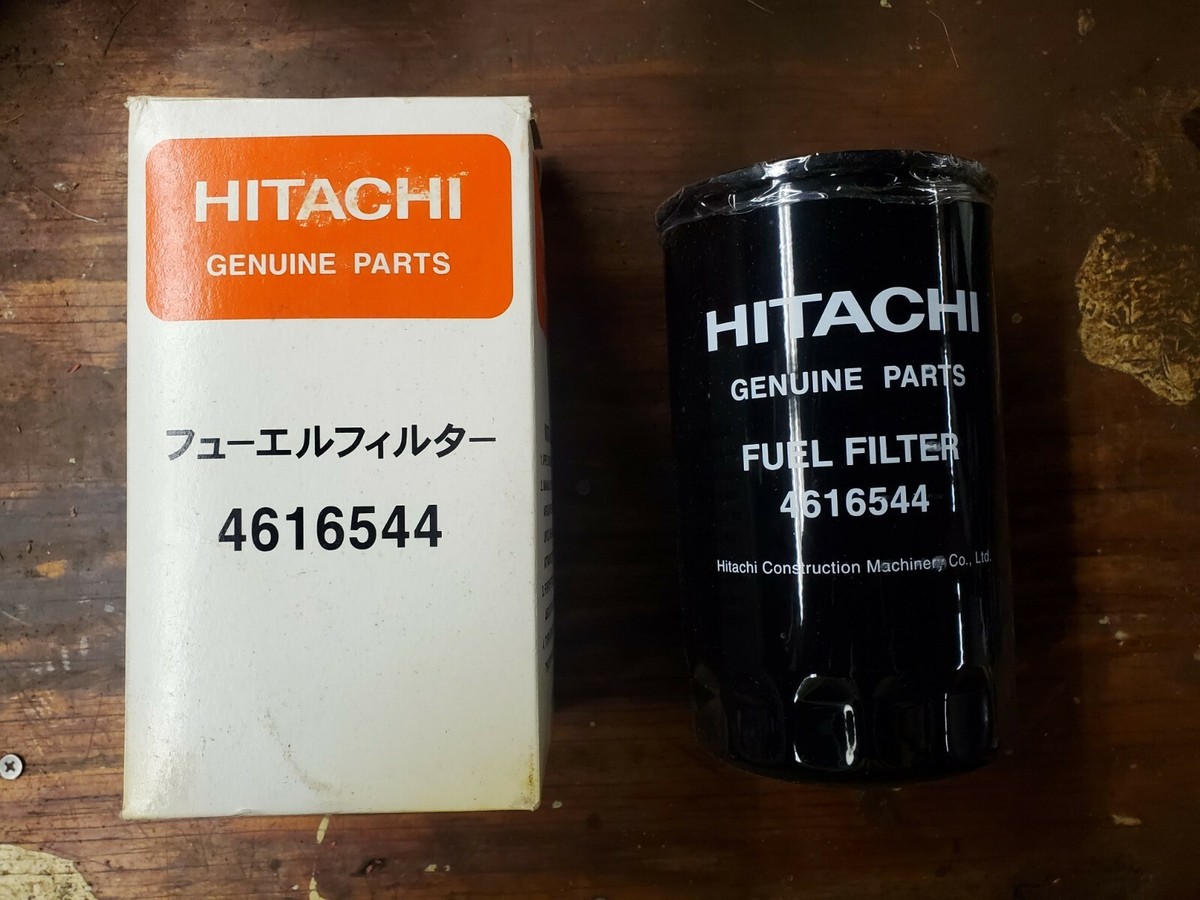 HITACHI
GENUINE PARTS
フューエルフィルター
4616544
HITACHI
GENUINE PARTS
FUEL FILTER
4616544
Hitachi Construction Machinery Co., Ltd.